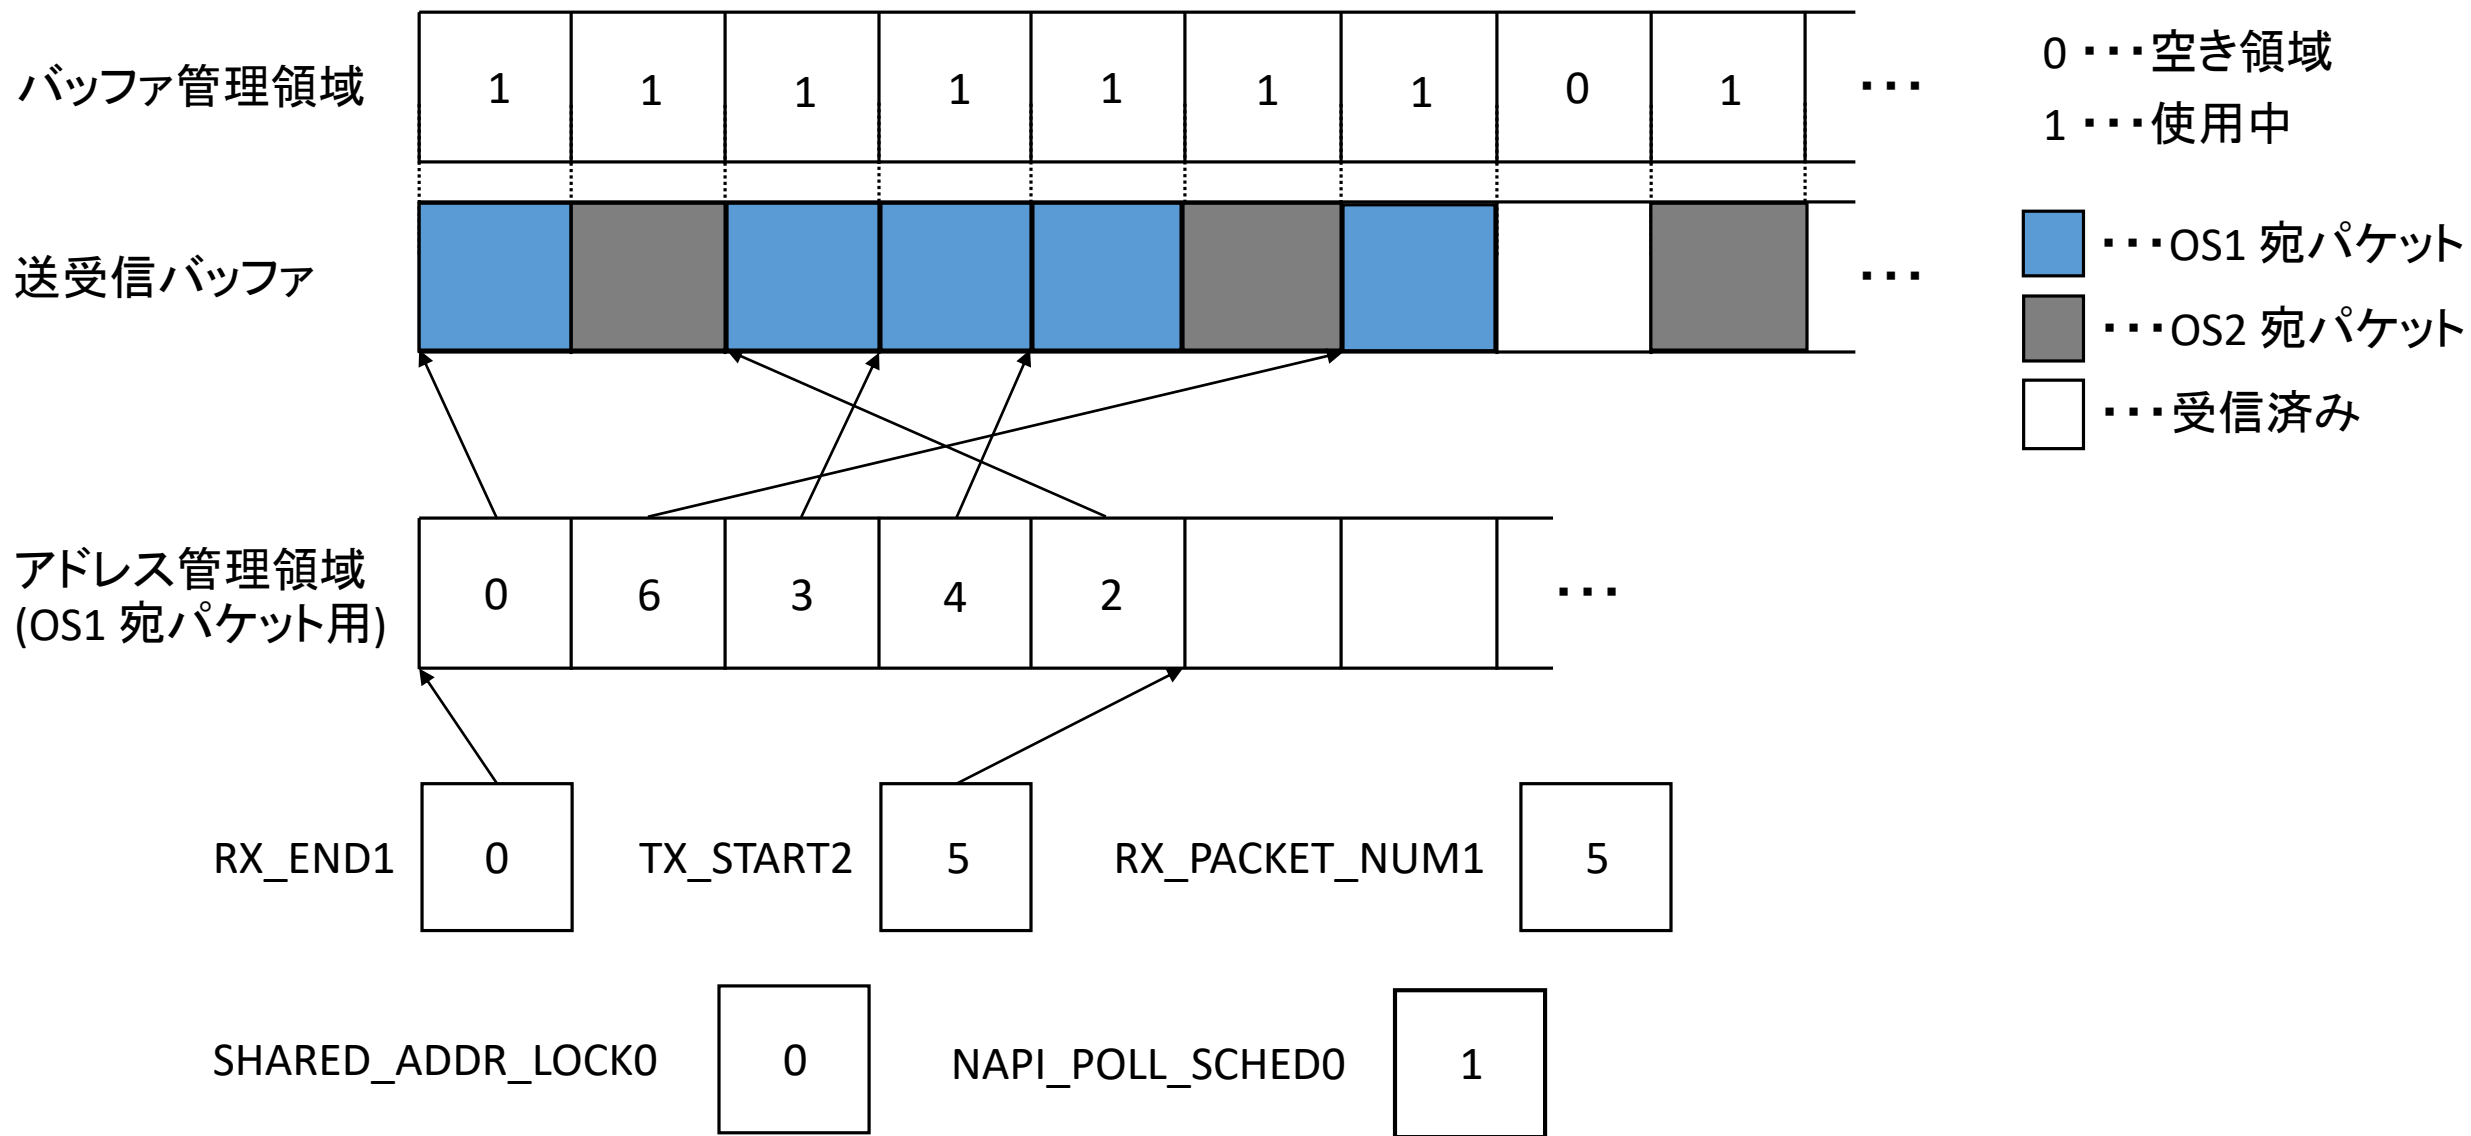 バッファ管理領域
1 1 1 1 1 1 1 0 1 ・・・
0 ・・・空き領域
1 ・・・使用中
送受信バッファ
・・・
・・・OS1 宛パケット
・・・OS2 宛パケット
・・・受信済み
アドレス管理領域
(OS1 宛パケット用)
0 6 3 4 2 ・・・
RX_END1 0 TX_START2 5 RX_PACKET_NUM1 5
SHARED_ADDR_LOCK0 0 NAPI_POLL_SCHED0 1